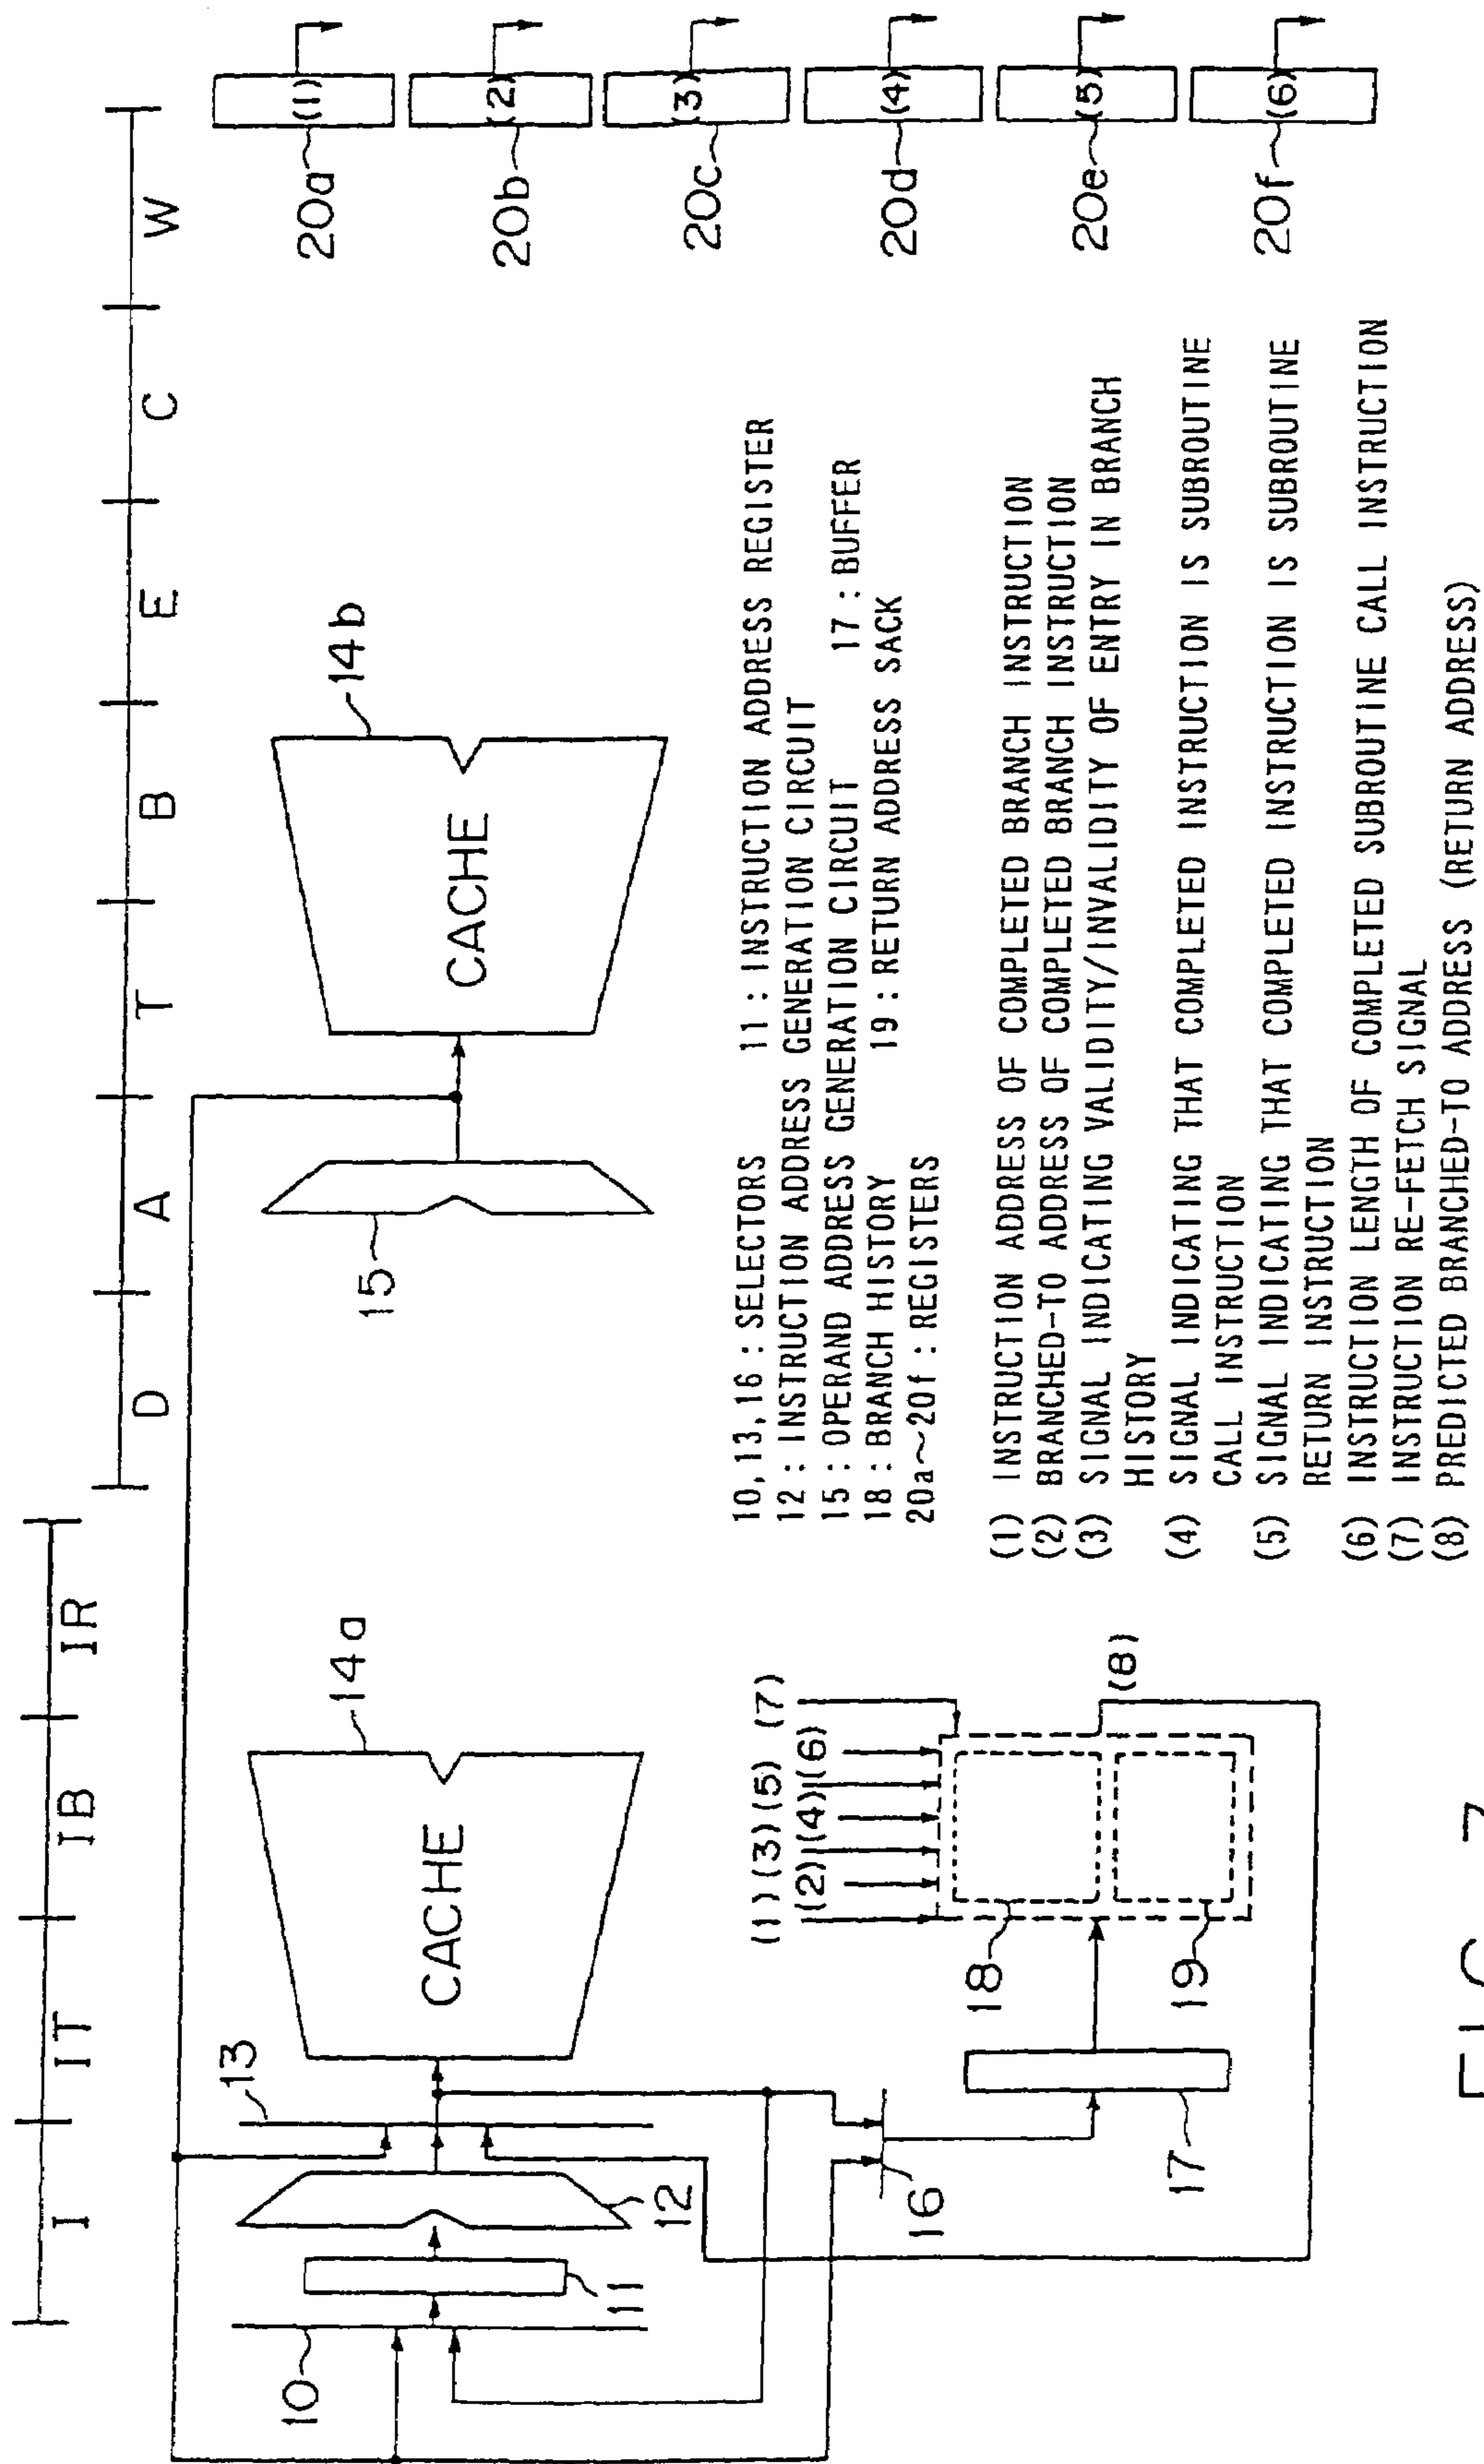 I IT IB IR
D A T B E C W
10
11
12
13
CACHE
14a
15
CACHE
14b
16
17
18
19
(1) (3) (5) (7)
(2) (4) (6)
(8)
20a (1)
20b (2)
20c (3)
20d (4)
20e (5)
20f (6)
10, 13, 16 : SELECTORS 11 : INSTRUCTION ADDRESS REGISTER
12 : INSTRUCTION ADDRESS GENERATION CIRCUIT
15 : OPERAND ADDRESS GENERATION CIRCUIT 17 : BUFFER
18 : BRANCH HISTORY 19 : RETURN ADDRESS SACK
20a~20f : REGISTERS
(1) INSTRUCTION ADDRESS OF COMPLETED BRANCH INSTRUCTION
(2) BRANCHED-TO ADDRESS OF COMPLETED BRANCH INSTRUCTION
(3) SIGNAL INDICATING VALIDITY/INVALIDITY OF ENTRY IN BRANCH
HISTORY
(4) SIGNAL INDICATING THAT COMPLETED INSTRUCTION IS SUBROUTINE
CALL INSTRUCTION
(5) SIGNAL INDICATING THAT COMPLETED INSTRUCTION IS SUBROUTINE
RETURN INSTRUCTION
(6) INSTRUCTION LENGTH OF COMPLETED SUBROUTINE CALL INSTRUCTION
(7) INSTRUCTION RE-FETCH SIGNAL
(8) PREDICTED BRANCHED-TO ADDRESS (RETURN ADDRESS)